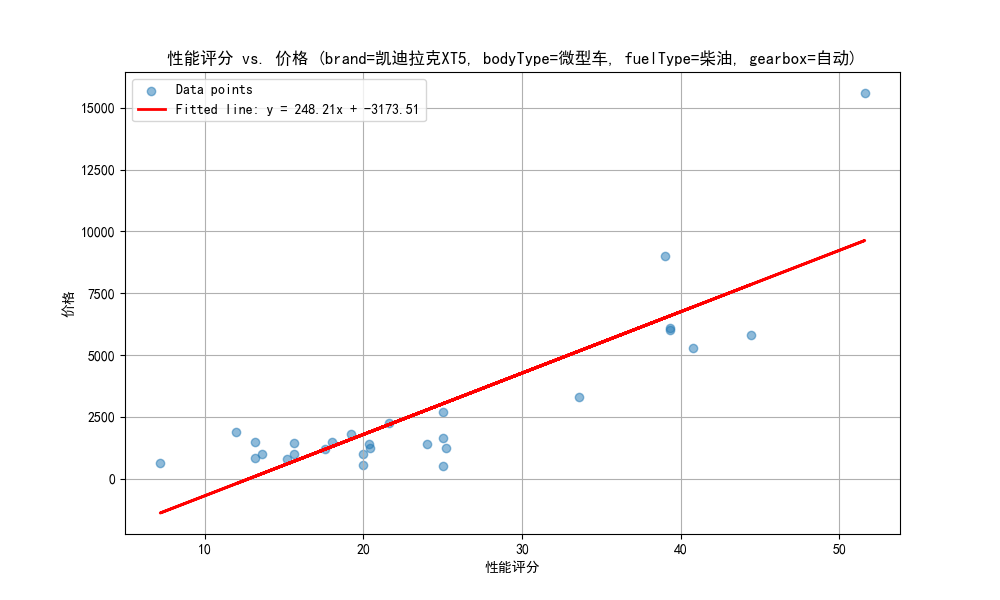 性能评分 vs. 价格 (brand=凯迪拉克XT5, bodyType=微型车, fuelType=柴油, gearbox=自动)
Data points
Fitted line: y = 248.21x + -3173.51
15000
12500
10000
7500
5000
2500
0
价格
10 20 30 40 50
性能评分